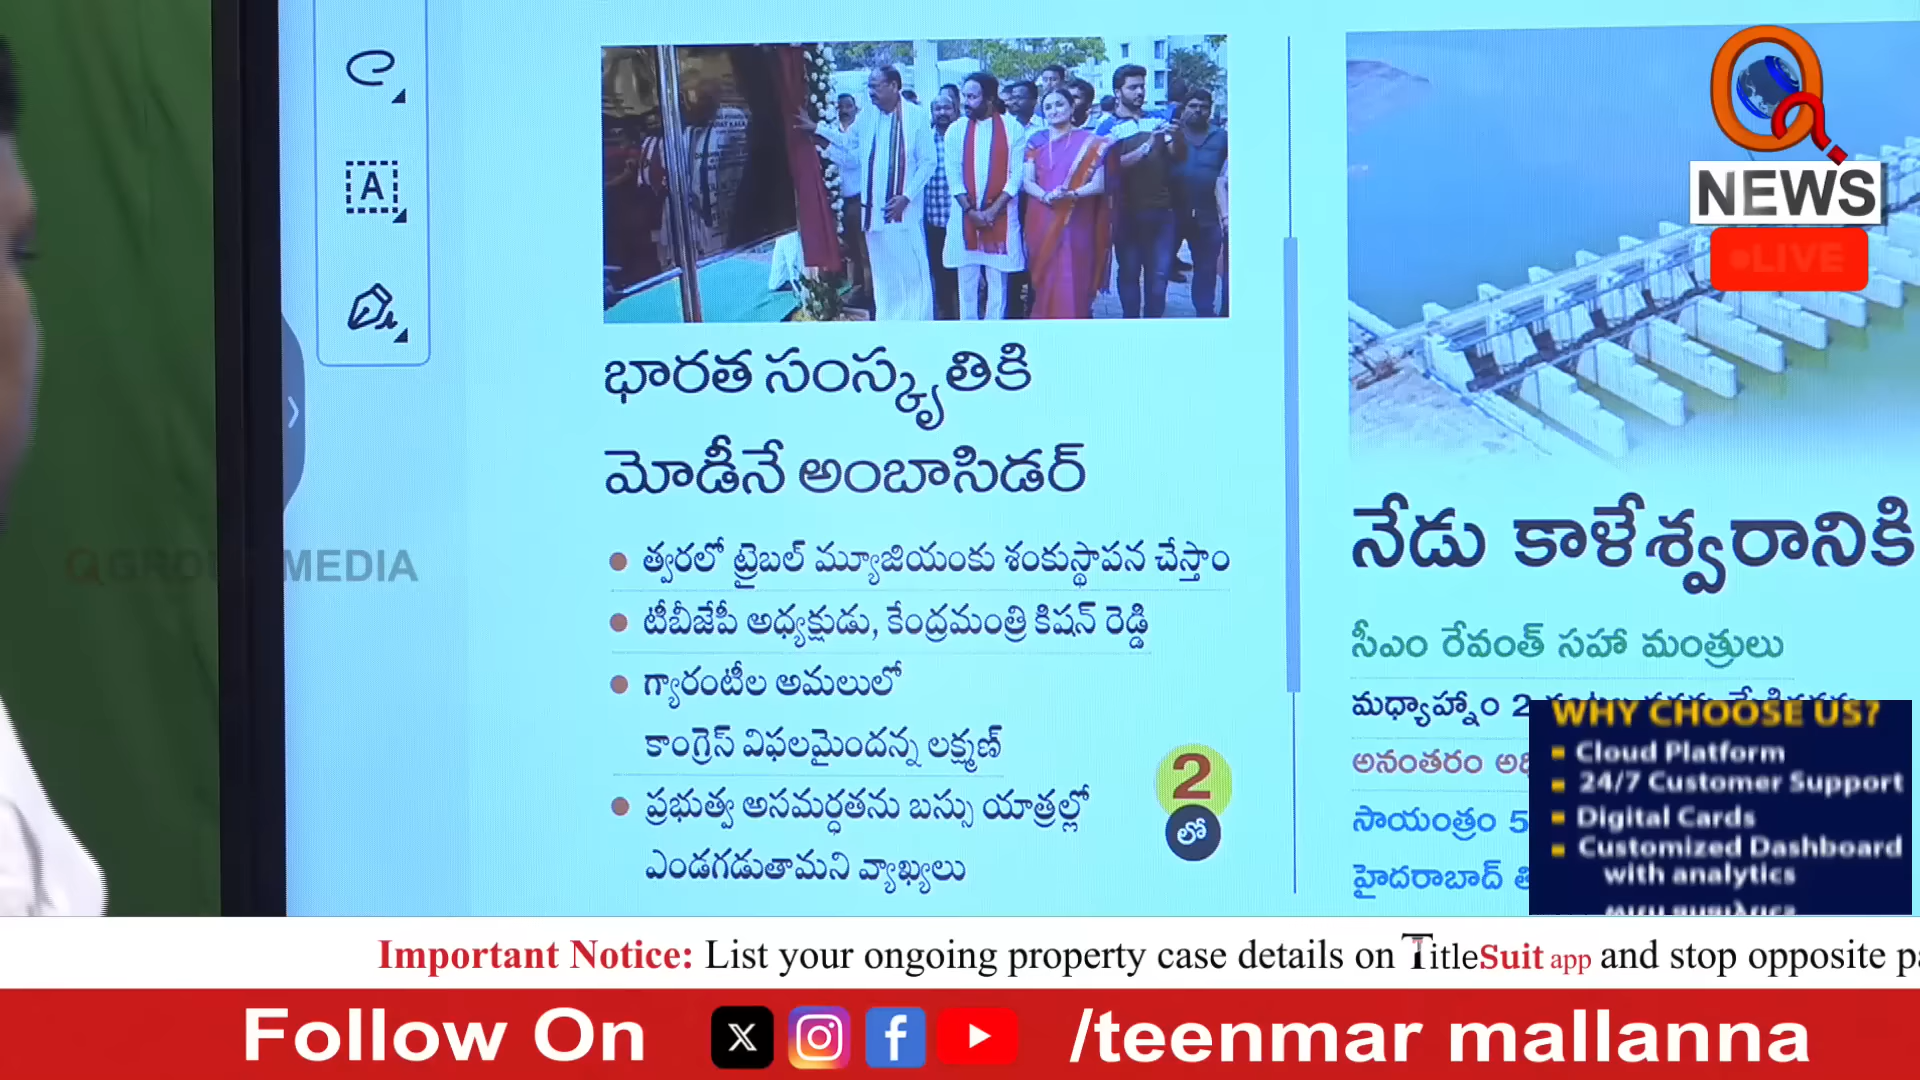 A
NEWS
LIVE
భారత సంస్కృతికి
మోడీనే అంబాసిడర్
త్వరలో ట్రైబల్ మ్యూజియంకు శంకుస్థాపన చేస్తాం
టీబీజేపీ అధ్యక్షుడు, కేంద్రమంత్రి కిషన్ రెడ్డి
గ్యారంటీల అమలులో
కాంగ్రెస్ విఫలమైందన్న లక్ష్మణ్
ప్రభుత్వ అసమర్ధతను బస్సు యాత్రల్లో
ఎండగడుతామని వ్యాఖ్యలు
2
లో
నేడు కాళేశ్వరానికి
సీఎం రేవంత్ సహా మంత్రులు
మధ్యాహ్నాం 2
అనంతరం
సాయంత్రం 5
హైదరాబాద్
QGROUP MEDIA
WHY CHOOSE US?
Cloud Platform
24/7 Customer Support
Digital Cards
Customized Dashboard
with analytics
Important Notice: List your ongoing property case details on TitleSuit app and stop opposite
Follow On /teenmar mallanna